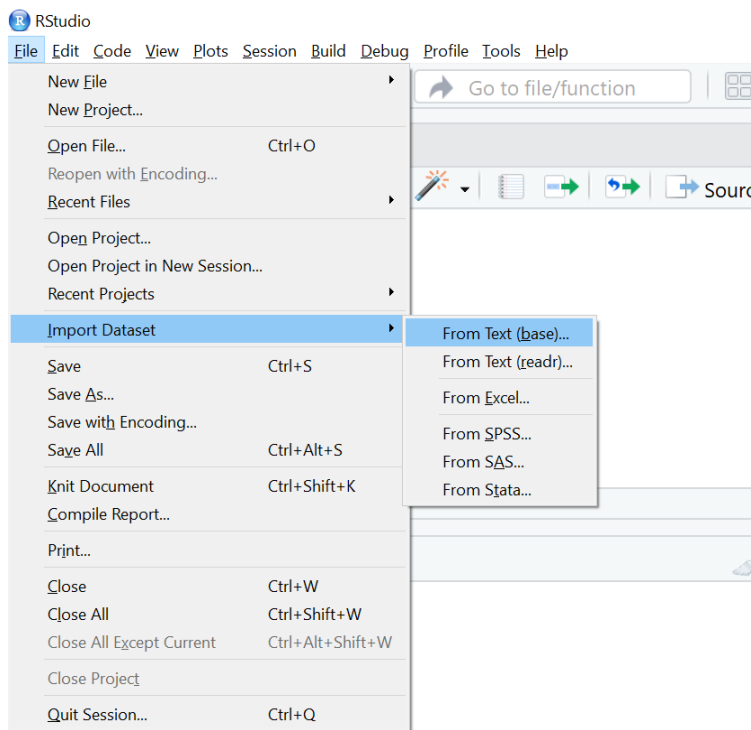 RStudio
File Edit Code View Plots Session Build Debug Profile Tools Help
New File
New Project...
Go to file/function
Open File... Ctrl+O
Reopen with Encoding...
Recent Files
Sourc
Open Project...
Open Project in New Session...
Recent Projects
Import Dataset
From Text (base)...
From Text (readr)...
From Excel...
From SPSS...
From SAS...
From Stata...
Save Ctrl+S
Save As...
Save with Encoding...
Save All Ctrl+Alt+S
Knit Document Ctrl+Shift+K
Compile Report...
Print...
Close Ctrl+W
Close All Ctrl+Shift+W
Close All Except Current Ctrl+Alt+Shift+W
Close Project
Quit Session... Ctrl+Q